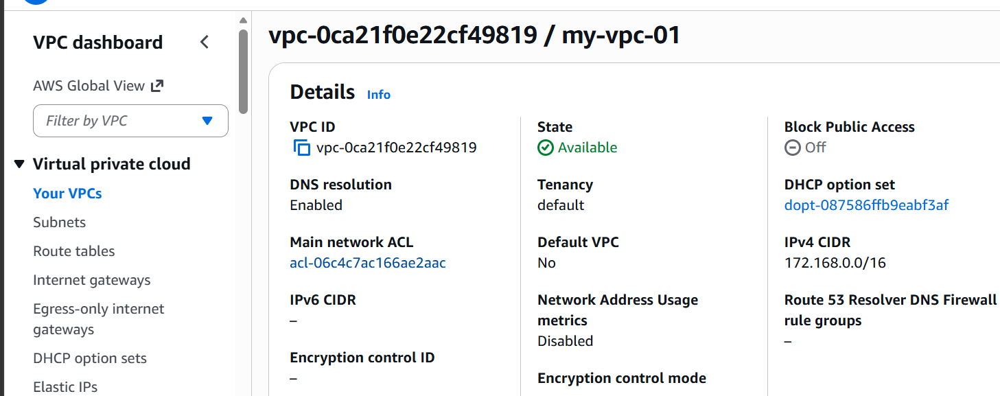 VPC dashboard
AWS Global View
Filter by VPC
Virtual private cloud
Your VPCs
Subnets
Route tables
Internet gateways
Egress-only internet
gateways
DHCP option sets
Elastic IPs
vpc-0ca21f0e22cf49819 / my-vpc-01
Details Info
VPC ID
vpc-0ca21f0e22cf49819
DNS resolution
Enabled
Main network ACL
acl-06c4c7ac166ae2aac
IPv6 CIDR
–
Encryption control ID
–
State
Available
Tenancy
default
Default VPC
No
Network Address Usage
metrics
Disabled
Encryption control mode
Block Public Access
Off
DHCP option set
dopt-087586ffb9eabf3af
IPv4 CIDR
172.168.0.0/16
Route 53 Resolver DNS Firewall
rule groups
–